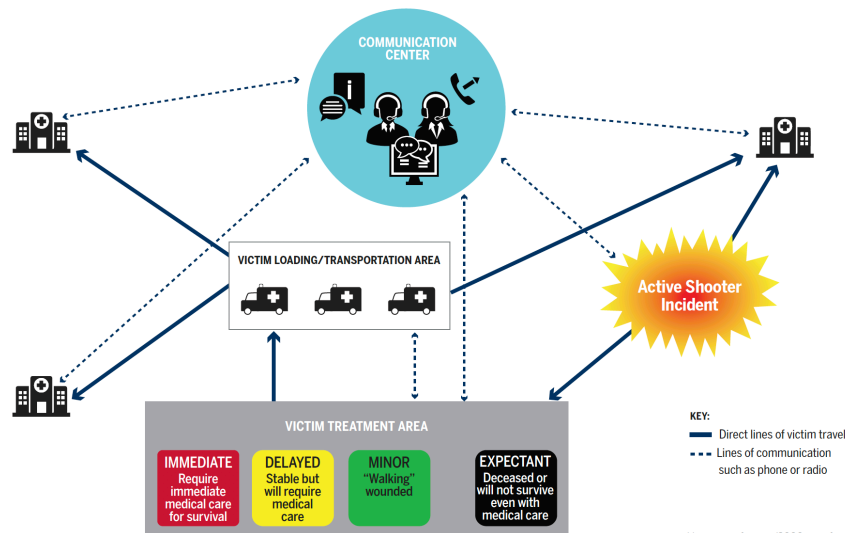 COMMUNICATION
CENTER
i
VICTIM LOADING/TRANSPORTATION AREA
Active Shooter
Incident
VICTIM TREATMENT AREA
IMMEDIATE
Require
immediate
medical care
for survival
DELAYED
Stable but
will require
medical
care
MINOR
“Walking”
wounded
EXPECTANT
Deceased or
will not survive
even with
medical care
KEY:
Direct lines of victim travel
Lines of communication
such as phone or radio